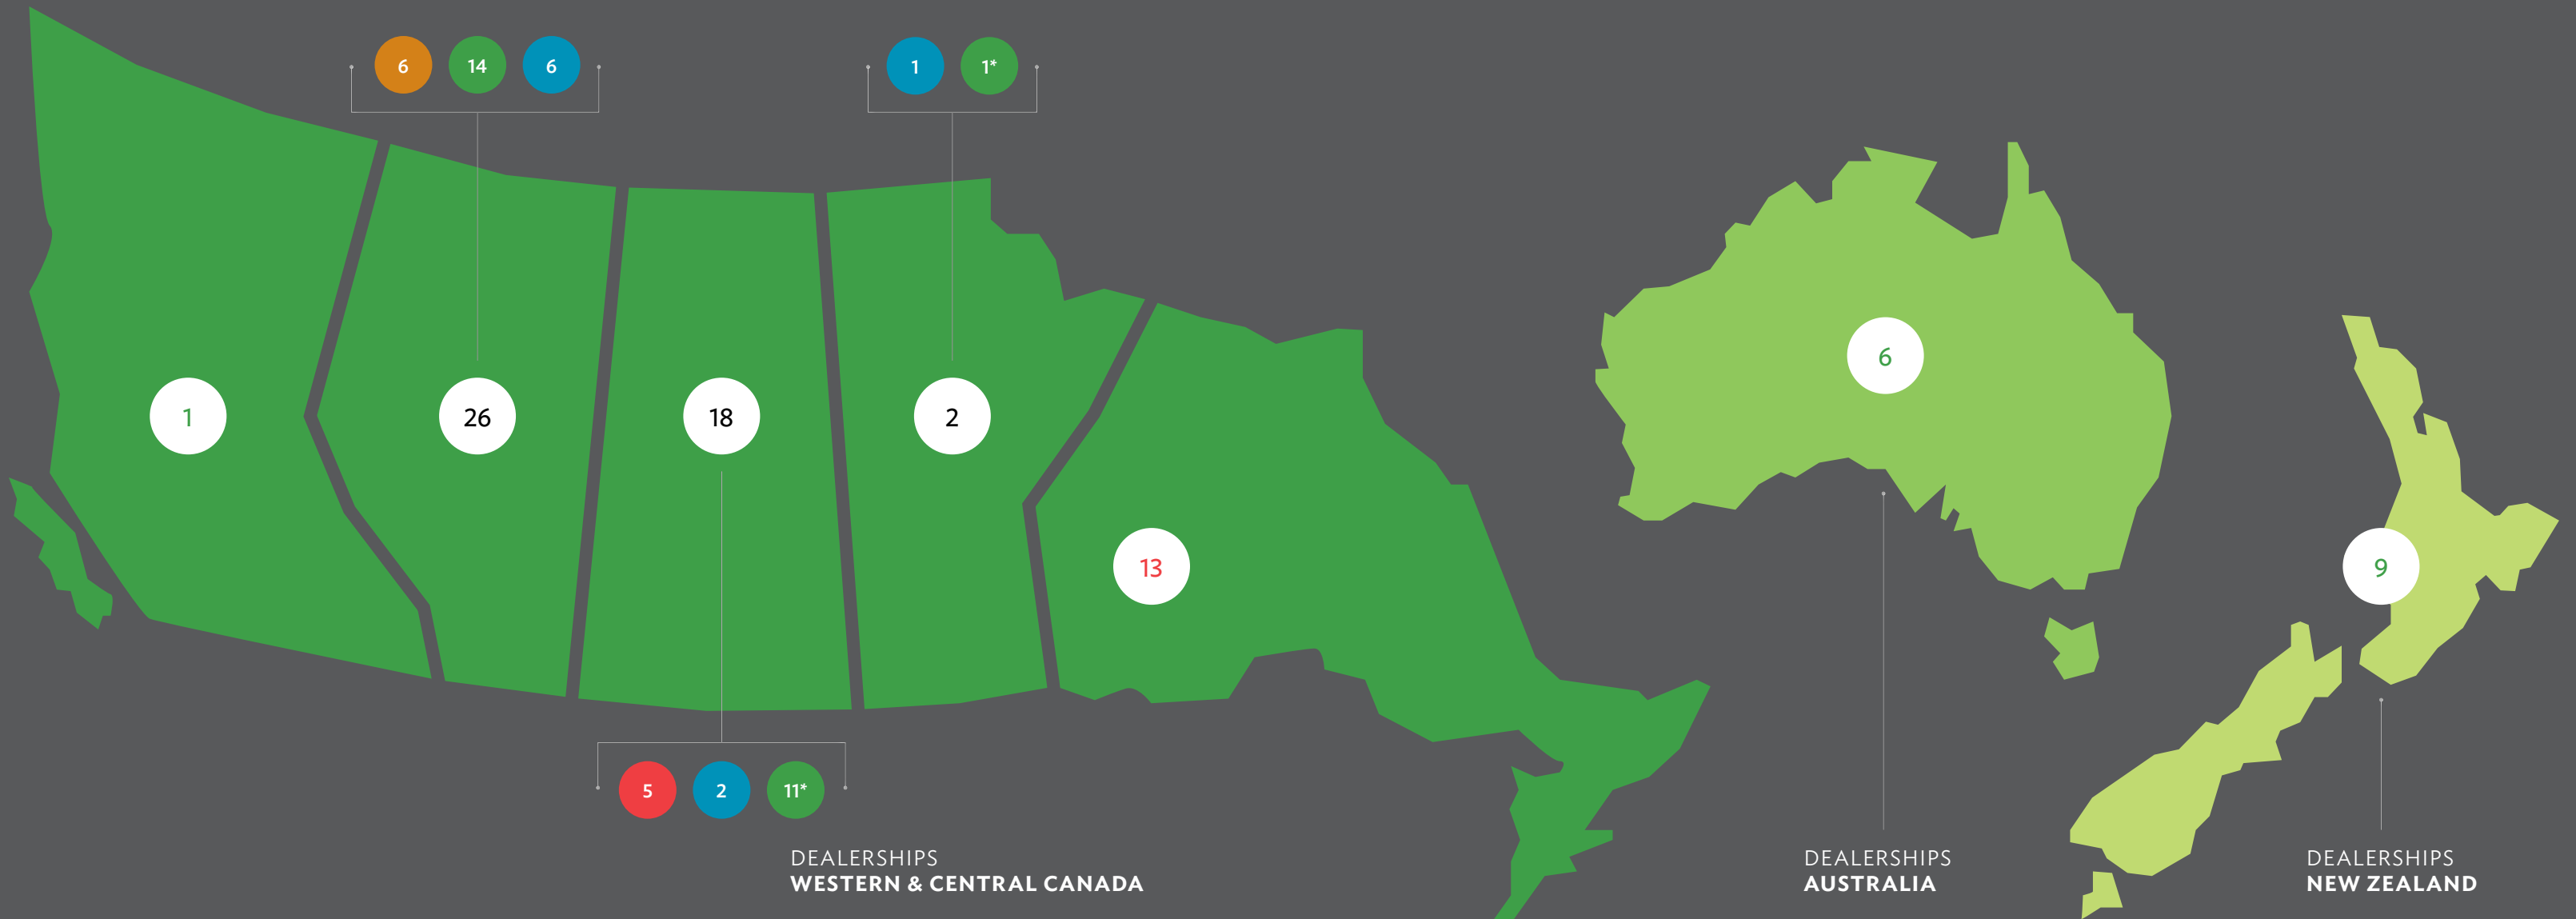 6 14 6
1 1*
1
26
18
2
13
6
9
5 2 11*
DEALERSHIPS
WESTERN & CENTRAL CANADA
DEALERSHIPS
AUSTRALIA
DEALERSHIPS
NEW ZEALAND